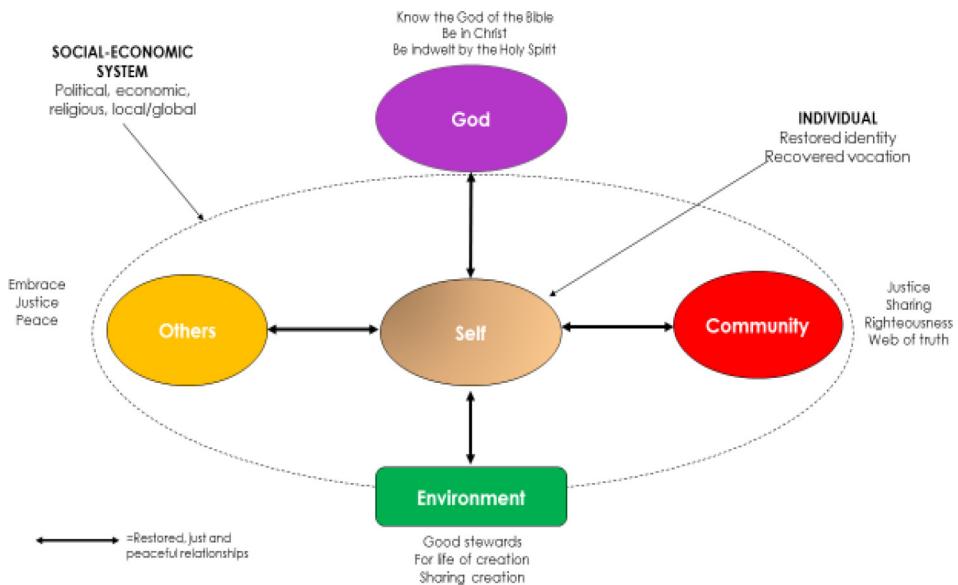 Know the God of the Bible
Be in Christ
Be indwelt by the Holy Spirit
SOCIAL-ECONOMIC
SYSTEM
Political, economic,
religious, local/global
God
INDIVIDUAL
Restored identity
Recovered vocation
Embrace
Justice
Peace
Others
Self
Community
Justice
Sharing
Righteousness
Web of truth
Environment
=Restored, just and
peaceful relationships
Good stewards
For life of creation
Sharing creation